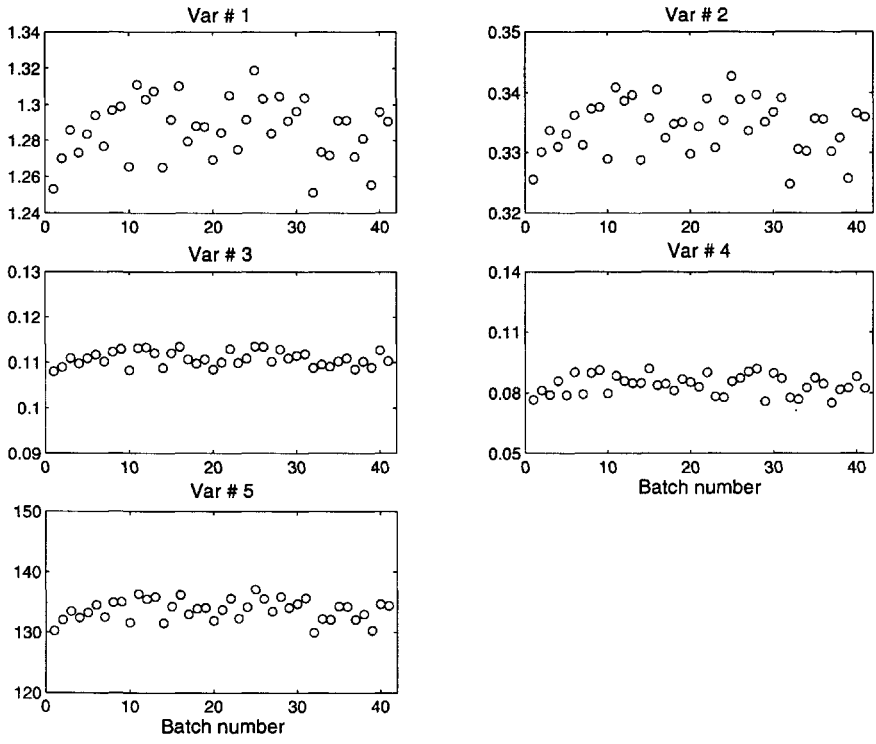 Var # 1
1.34
1.32
1.3
1.28
1.26
1.24
0 10 20 30 40
Var # 2
0.35
0.34
0.33
0.32
0 10 20 30 40
Var # 3
0.13
0.12
0.11
0.1
0.09
0 10 20 30 40
Var # 4
0.14
0.11
0.08
0.05
0 10 20 30 40
Batch number
Var # 5
150
140
130
120
0 10 20 30 40
Batch number